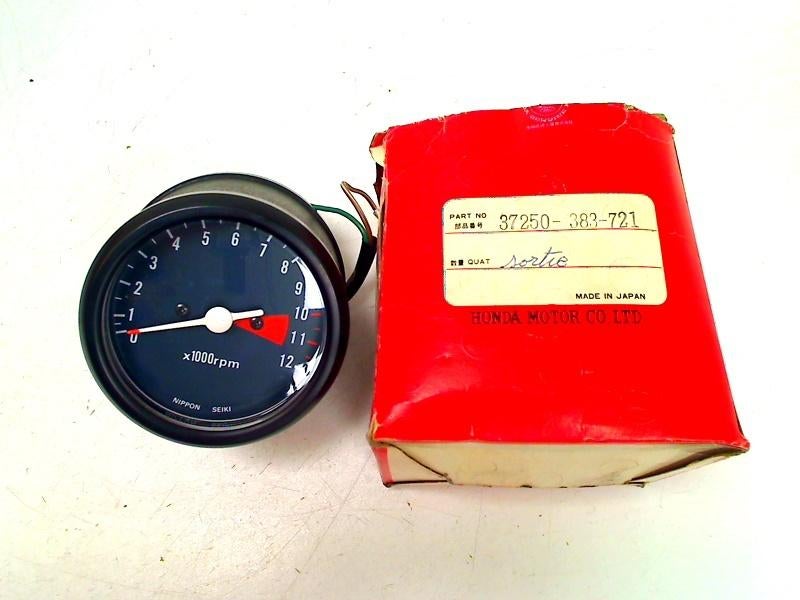 0 1 2 3 4 5 6 7 8 9 10 11 12
x1000rpm
NIPPON SEIKI
PART NO 37250-383-721
部品番号
数量 QUAT sortie
MADE IN JAPAN
HONDA MOTOR CO LTD